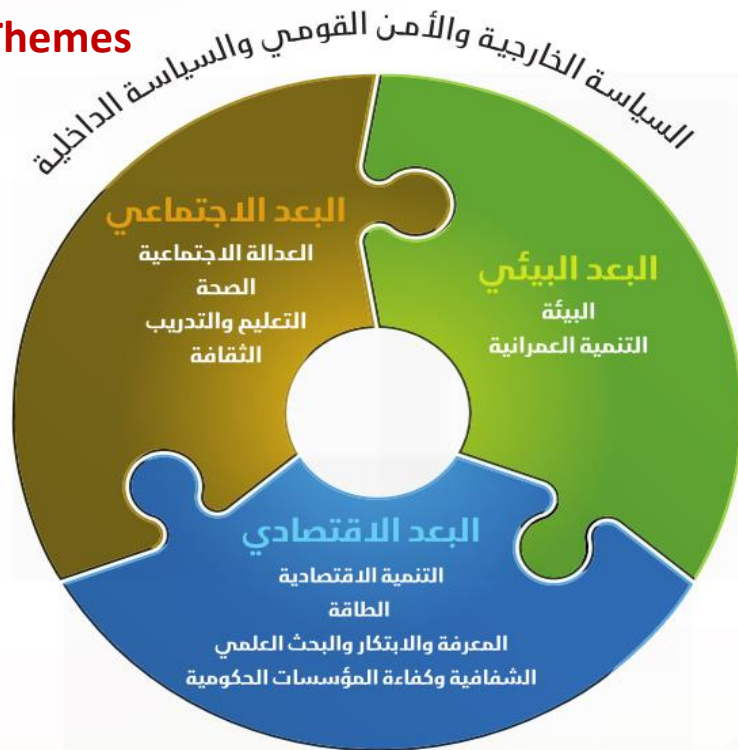 Themes
السياسة الخارجية والأمن القومي والسياسة الداخلية
البعد البيئي
البيئة
التنمية العمرانية
البعد الاجتماعي
العدالة الاجتماعية
الصحة
التعليم والتدريب
الثقافة
البعد الاقتصادي
التنمية الاقتصادية
الطاقة
المعرفة والابتكار والبحث العلمي
الشفافية وكفاءة المؤسسات الحكومية